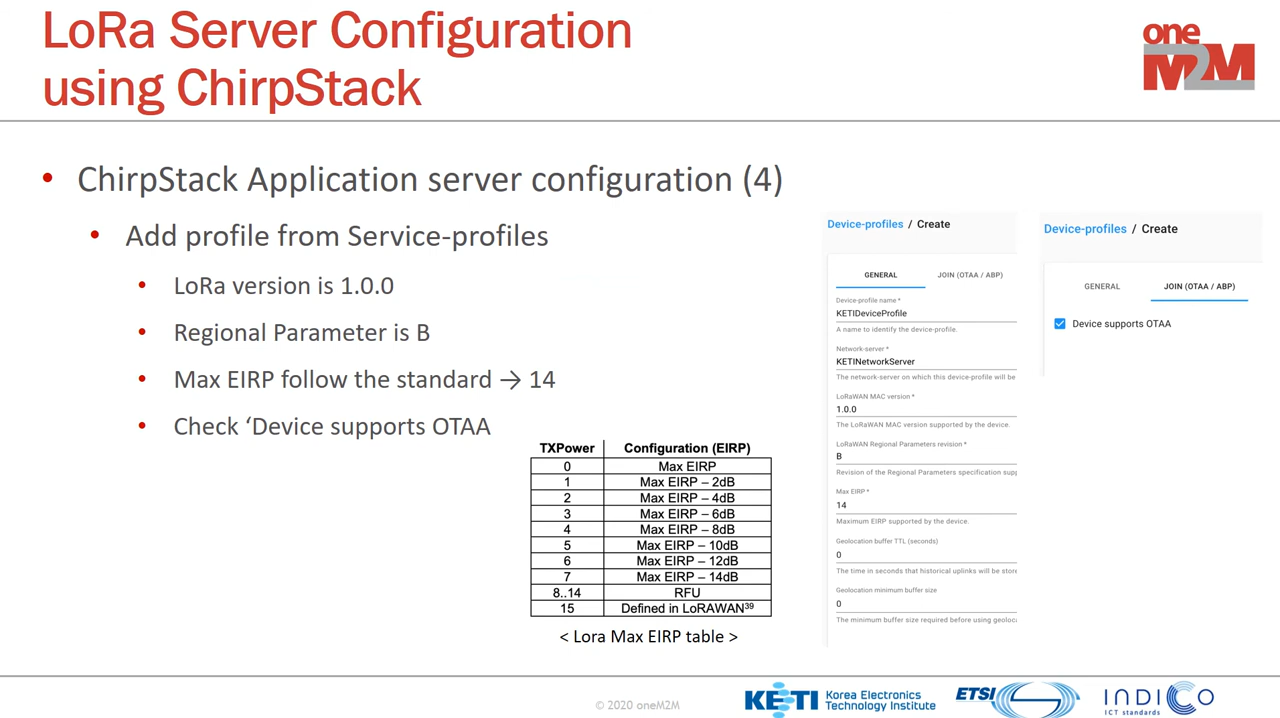 LoRa Server Configuration
using ChirpStack
one
M2M
• ChirpStack Application server configuration (4)
• Add profile from Service-profiles
• LoRa version is 1.0.0
• Regional Parameter is B
• Max EIRP follow the standard → 14
• Check ‘Device supports OTAA
TXPower Configuration (EIRP)
0 Max EIRP
1 Max EIRP – 2dB
2 Max EIRP – 4dB
3 Max EIRP – 6dB
4 Max EIRP – 8dB
5 Max EIRP – 10dB
6 Max EIRP – 12dB
7 Max EIRP – 14dB
8..14 RFU
15 Defined in LoRAWAN39
< Lora Max EIRP table >
Device-profiles / Create
GENERAL JOIN (OTAA / ABP)
Device-profile name *
KETIDeviceProfile
A name to identify the device-profile.
Network-server *
KETINetworkServer
The network-server on which this device-profile will be
LoRaWAN MAC version *
1.0.0
The LoRaWAN MAC version supported by the device.
LoRaWAN Regional Parameters revision *
B
Revision of the Regional Parameters specification supp
Max EIRP *
14
Maximum EIRP supported by the device.
Geolocation buffer TTL (seconds)
0
The time in seconds that historical uplinks will be store
Geolocation minimum buffer size
0
The minimum buffer size required before using geoloca
Device-profiles / Create
GENERAL JOIN (OTAA / ABP)
Device supports OTAA
© 2020 oneM2M
KETI Korea Electronics
Technology Institute
ETSI
INDICO
ICT standards